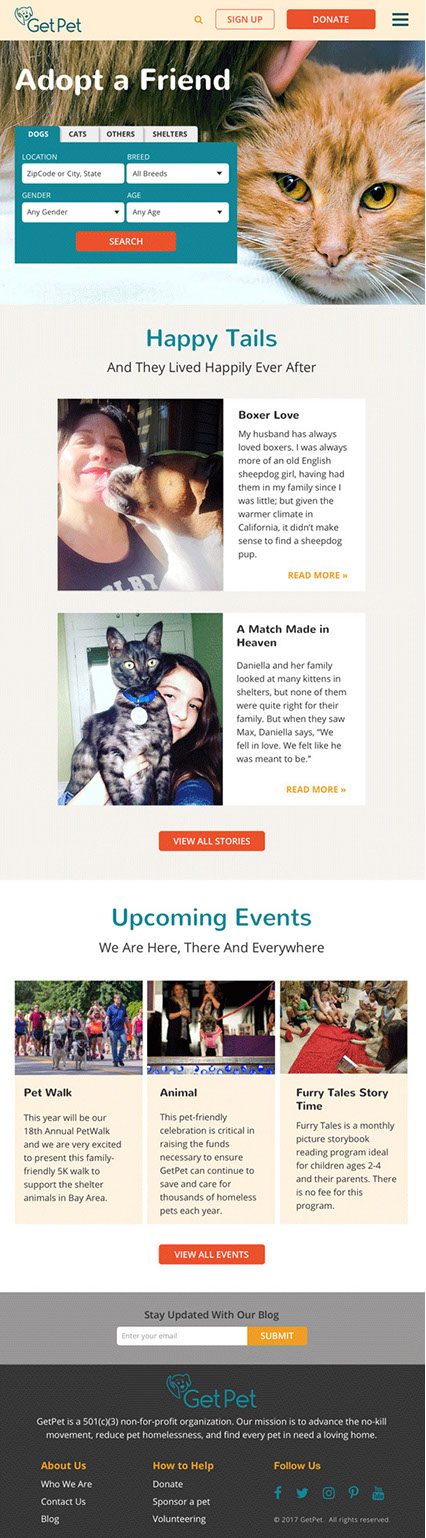 GetPet
SIGN UP
DONATE
Adopt a Friend
DOGS
CATS
OTHERS
SHELTERS
LOCATION
BREED
ZipCode or City, State
All Breeds
GENDER
AGE
Any Gender
Any Age
SEARCH
Happy Tails
And They Lived Happily Ever After
Boxer Love
My husband has always
loved boxers. I was always
more of an old English
sheepdog girl, having had
them in my family since I
was little; but given the
warmer climate in
California, it didn't make
sense to find a sheepdog
pup.
READ MORE »
A Match Made in
Heaven
Daniella and her family
looked at many kittens in
shelters, but none of them
were quite right for their
family. But when they saw
Max, Daniella says, "We
fell in love. We felt like he
was meant to be."
READ MORE »
VIEW ALL STORIES
Upcoming Events
We Are Here, There And Everywhere
Pet Walk
This year will be our
18th Annual PetWalk
and we are very excited
to present this family-
friendly 5K walk to
support the shelter
animals in Bay Area.
Animal
This pet-friendly
celebration is critical in
raising the funds
necessary to ensure
GetPet can continue to
save and care for
thousands of homeless
pets each year.
Furry Tales Story
Time
Furry Tales is a monthly
picture storybook
reading program ideal
for children ages 2-4
and their parents. There
is no fee for this
program.
VIEW ALL EVENTS
Stay Updated With Our Blog
Enter your email
SUBMIT
GetPet
GetPet is a 501(c)(3) non-for-profit organization. Our mission is to advance the no-kill
movement, reduce pet homelessness, and find every pet in need a loving home.
About Us
Who We Are
Contact Us
Blog
How to Help
Donate
Sponsor a pet
Volunteering
Follow Us
© 2017 GetPet. All rights reserved.